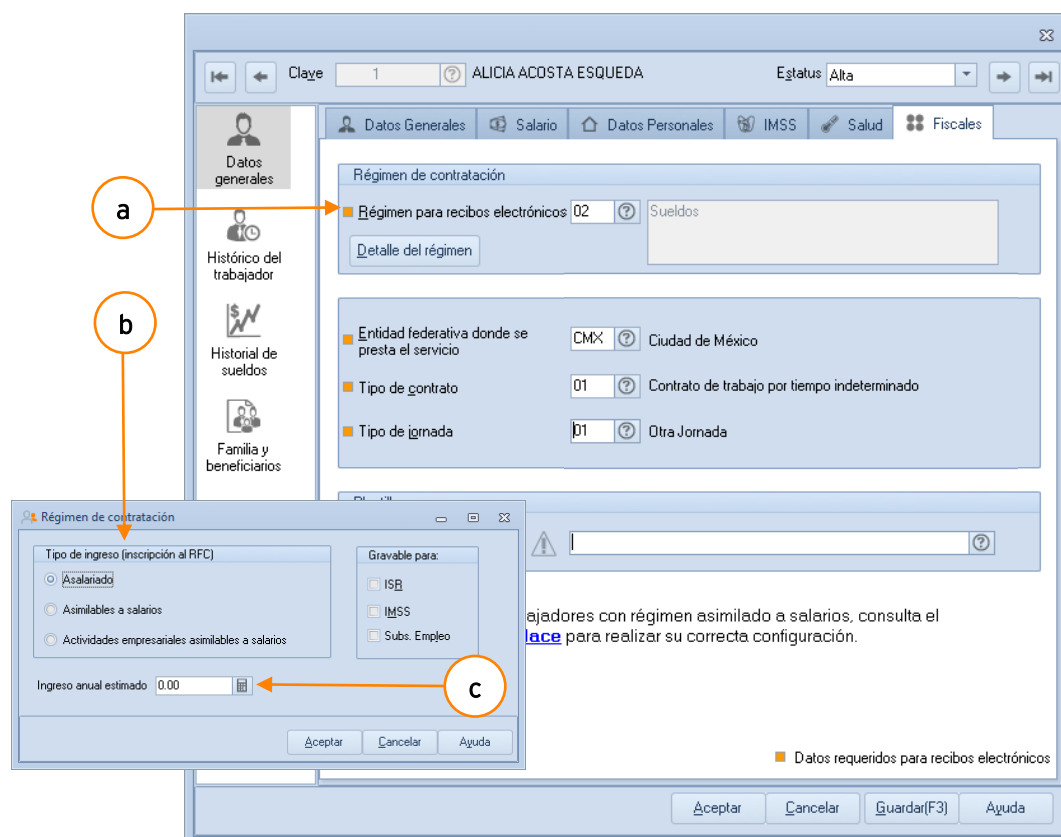 Clave 1 ALICIA ACOSTA ESQUEDA Estatus Alta
Datos Generales Salario Datos Personales IMSS Salud Fiscales
Datos
generales
Histórico del
trabajador
Historial de
sueldos
Familia y
beneficiarios
a
b
Régimen de contratación
Régimen para recibos electrónicos 02 Sueldos
Detalle del régimen
Entidad federativa donde se
presta el servicio
CMX Ciudad de México
Tipo de contrato 01 Contrato de trabajo por tiempo indeterminado
Tipo de jornada 01 Otra Jornada
ajadores con régimen asimilado a salarios, consulta el
lace para realizar su correcta configuración.
Datos requeridos para recibos electrónicos
Aceptar Cancelar Guardar(F3) Ayuda
Régimen de contratación
Tipo de ingreso (inscripción al RFC)
Asalariado
Asimilables a salarios
Actividades empresariales asimilables a salarios
Gravable para:
ISR
IMSS
Subs. Empleo
Ingreso anual estimado 0.00
c
Aceptar Cancelar Ayuda